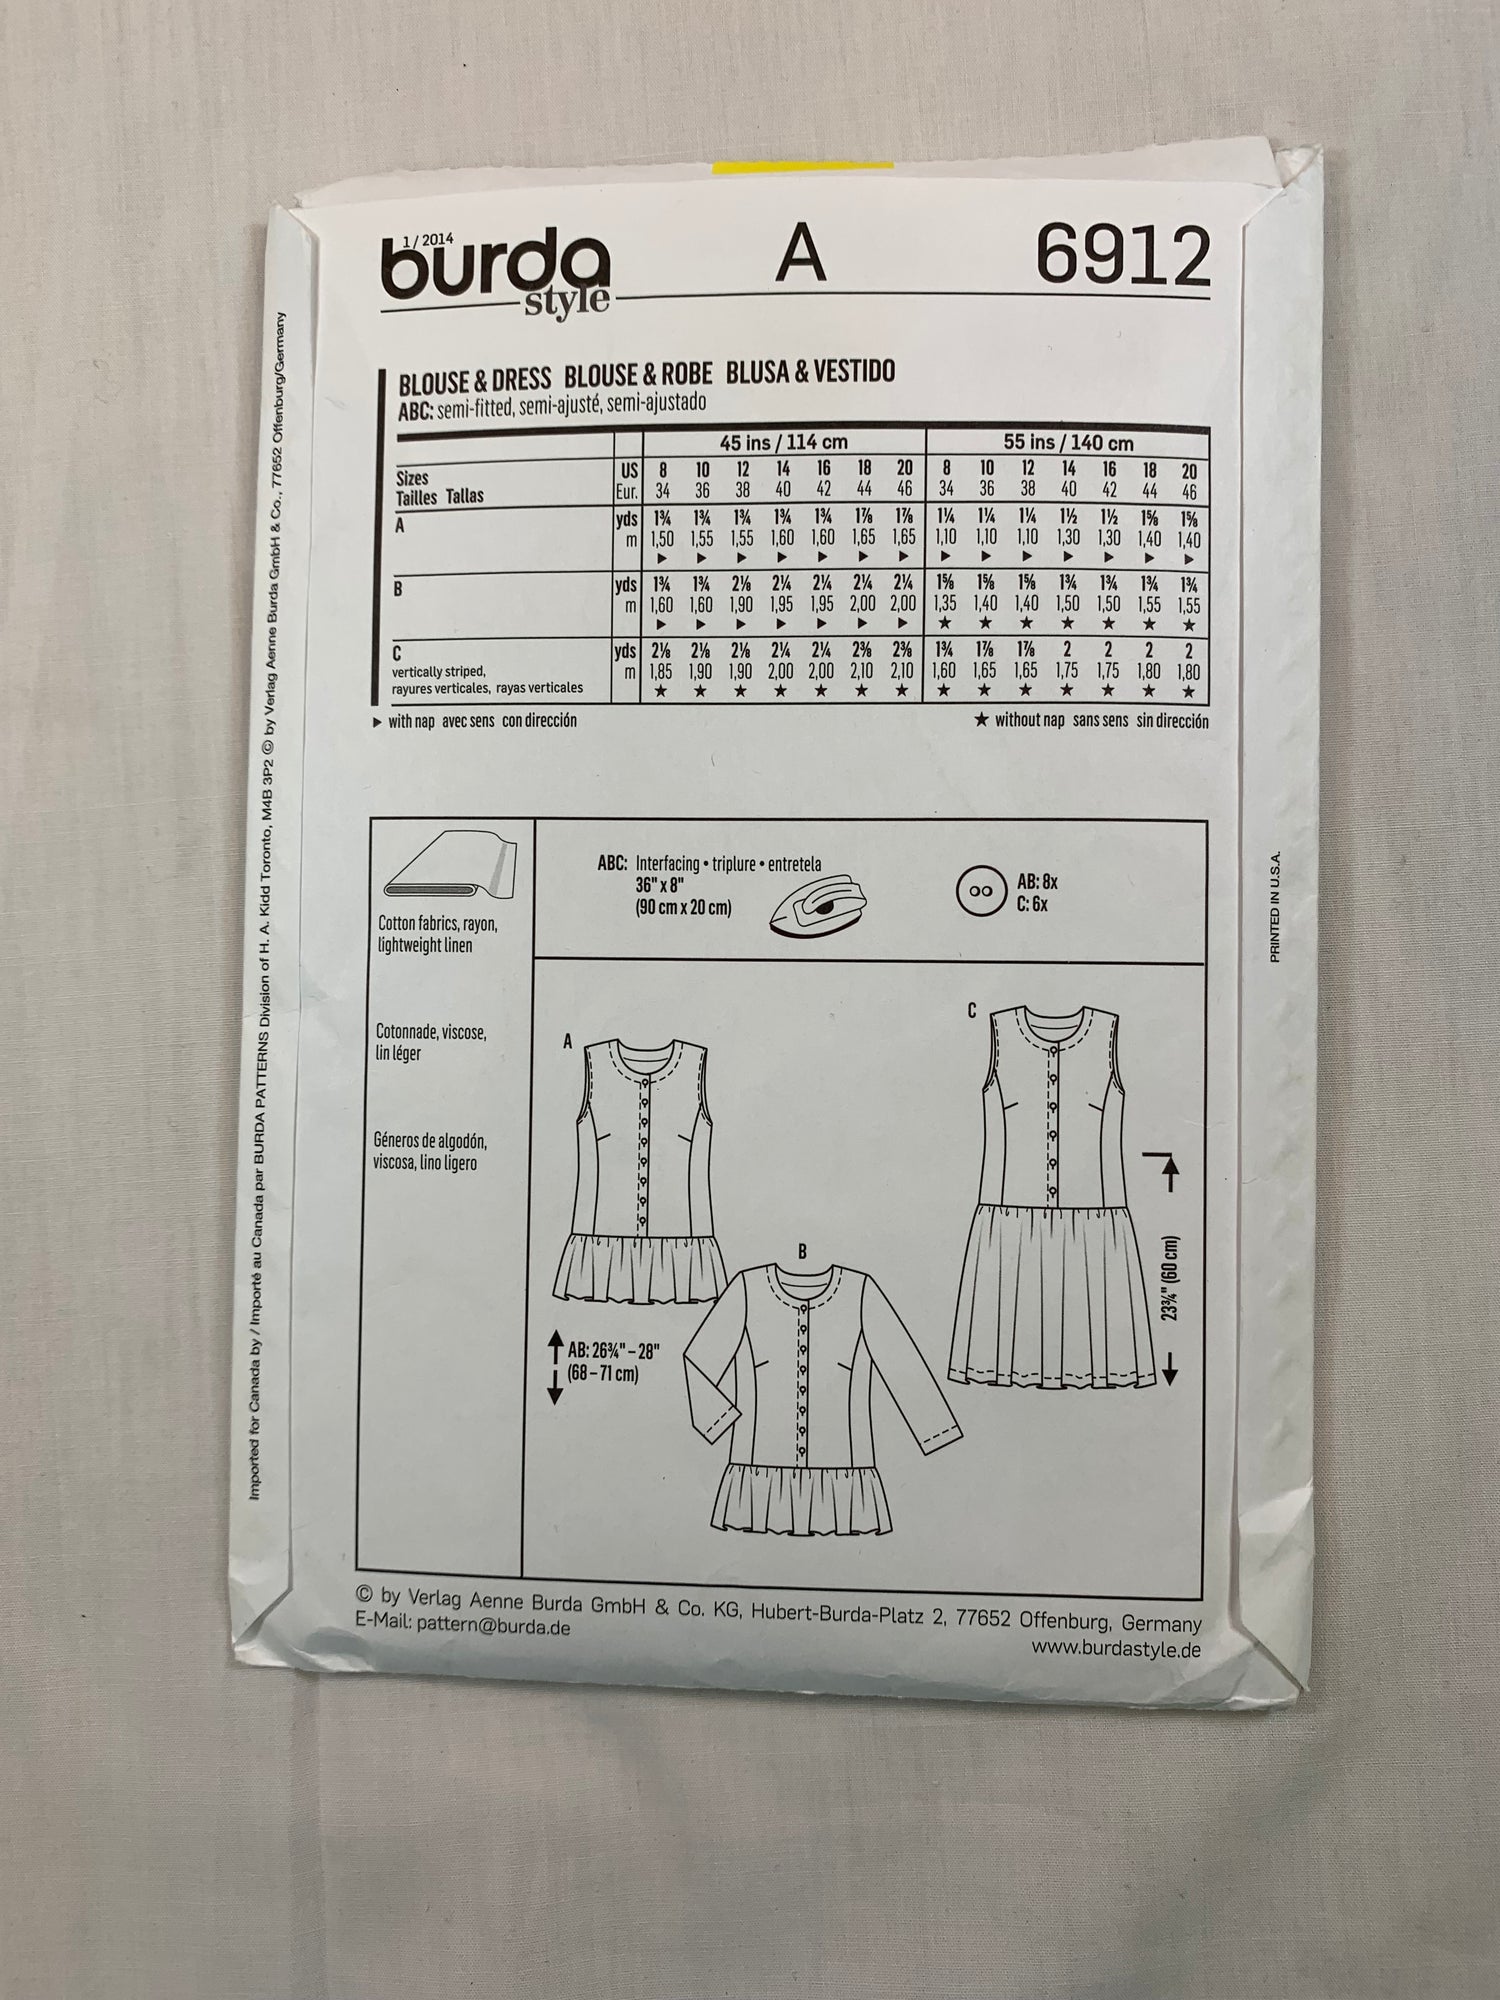 1/2014
burda
style
A
6912
BLOUSE & DRESS BLOUSE & ROBE BLUSA & VESTIDO
ABC: semi-fitted, semi-ajusté, semi-ajustado
45 ins / 114 cm 55 ins / 140 cm
Sizes US 8 10 12 14 16 18 20 8 10 12 14 16 18 20
Tailles Tallas Eur. 34 36 38 40 42 44 46 34 36 38 40 42 44 46
A yds 1¾ 1¾ 1¾ 1¾ 1¾ 1⅞ 1⅞ 1¼ 1¼ 1¼ 1½ 1½ 1⅝ 1⅝
m 1,50 1,55 1,55 1,60 1,60 1,65 1,65 1,10 1,10 1,10 1,30 1,30 1,40 1,40
▶ ▶ ▶ ▶ ▶ ▶ ▶ ▶ ▶ ▶ ▶ ▶ ▶ ▶
B yds 1¾ 1¾ 2⅛ 2¼ 2¼ 2¼ 2¼ 1⅝ 1⅝ 1⅝ 1¾ 1¾ 1¾ 1¾
m 1,60 1,60 1,90 1,95 1,95 2,00 2,00 1,35 1,40 1,40 1,50 1,50 1,55 1,55
▶ ▶ ▶ ▶ ▶ ▶ ▶ ★ ★ ★ ★ ★ ★ ★
C yds 2⅛ 2⅛ 2⅛ 2¼ 2¼ 2⅜ 2⅜ 1¾ 1⅞ 1⅞ 2 2 2 2
vertically striped, m 1,85 1,90 1,90 2,00 2,00 2,10 2,10 1,60 1,65 1,65 1,75 1,75 1,80 1,80
rayures verticales, rayas verticales ★ ★ ★ ★ ★ ★ ★ ★ ★ ★ ★ ★ ★ ★
▶ with nap avec sens con dirección ★ without nap sans sens sin dirección
Cotton fabrics, rayon,
lightweight linen
Cotonnade, viscose,
lin léger
Géneros de algodón,
viscosa, lino ligero
ABC: Interfacing • triplure • entretela
36" x 8"
(90 cm x 20 cm)
AB: 8x
C: 6x
A
B
C
AB: 26¾" – 28"
(68 – 71 cm)
23¾" (60 cm)
© by Verlag Aenne Burda GmbH & Co. KG, Hubert-Burda-Platz 2, 77652 Offenburg, Germany
E-Mail: pattern@burda.de
www.burdastyle.de
Imported for Canada by / Importé au Canada par BURDA PATTERNS Division of H. A. Kidd Toronto, M4B 3P2 © by Verlag Aenne Burda GmbH & Co., 77652 Offenburg/Germany
PRINTED IN U.S.A.